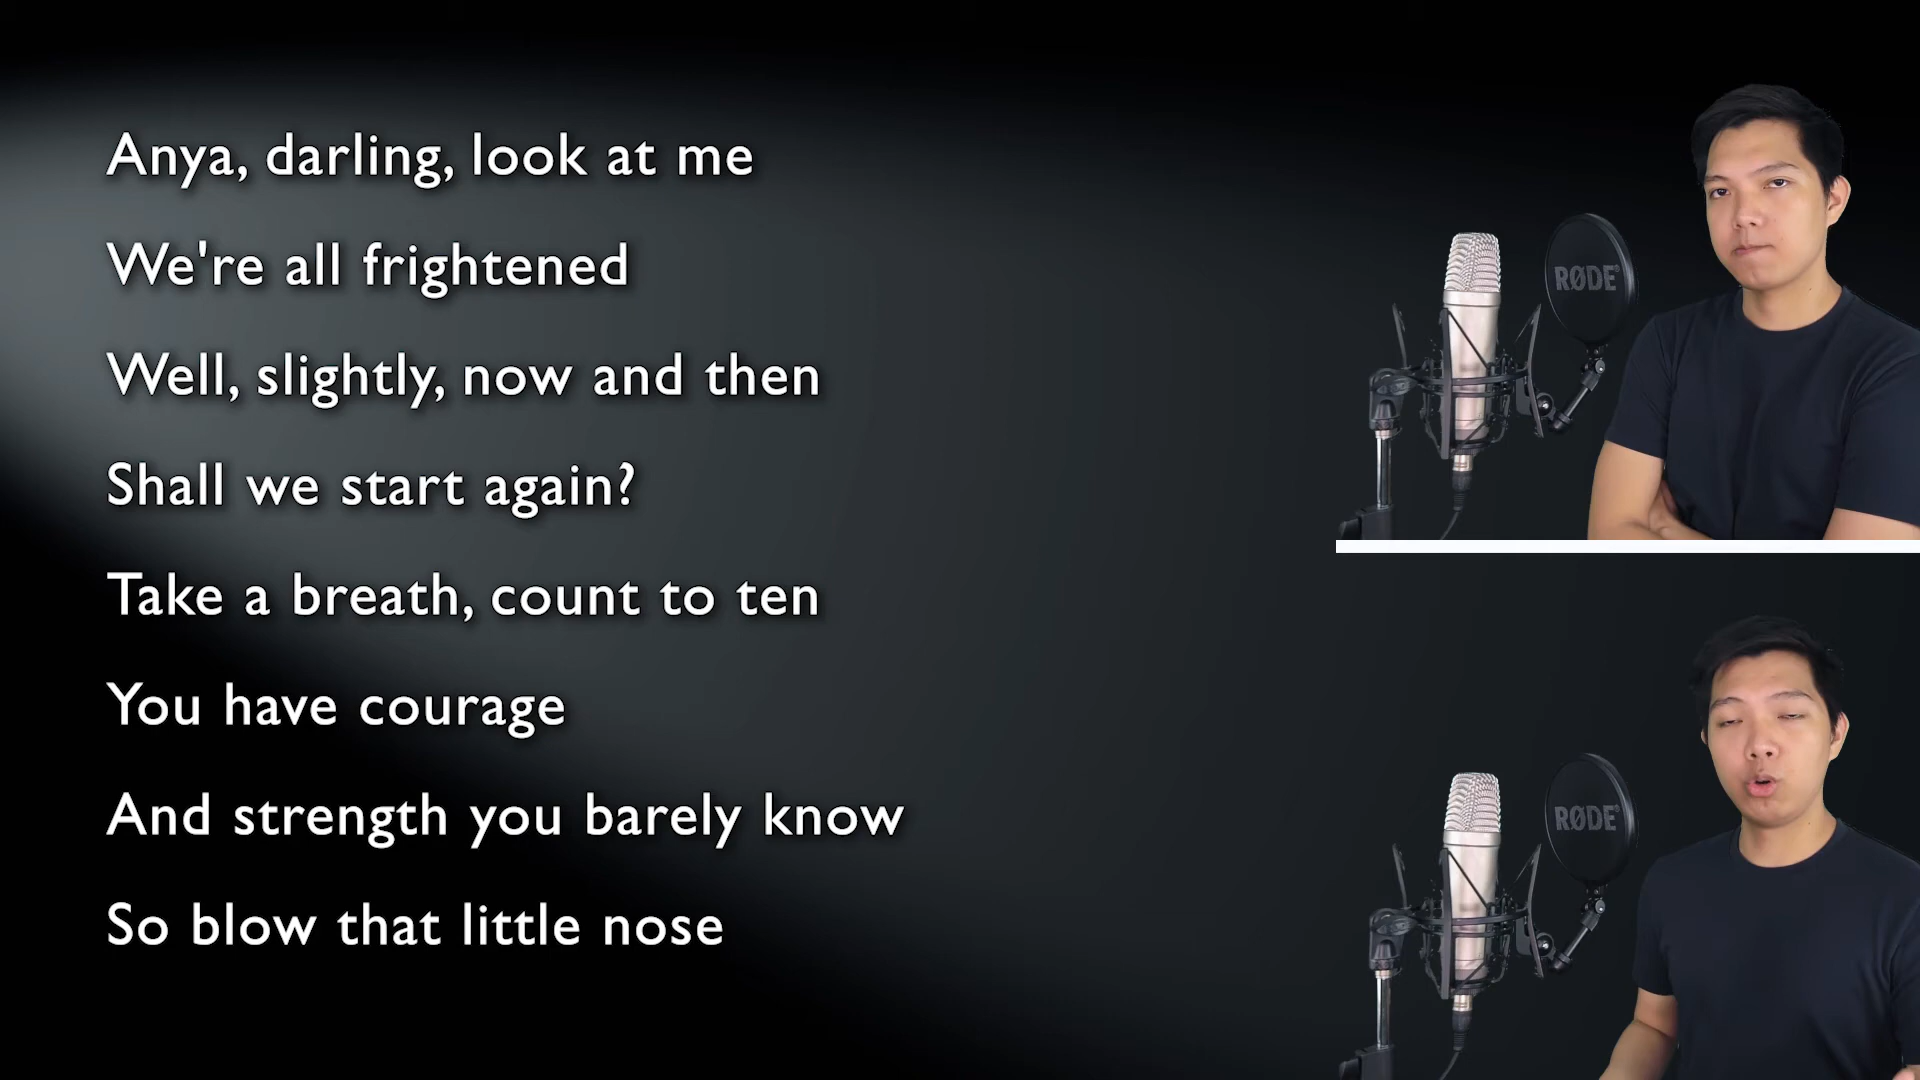 Anya, darling, look at me
We're all frightened
Well, slightly, now and then
Shall we start again?
Take a breath, count to ten
You have courage
And strength you barely know
So blow that little nose
RØDE
RØDE